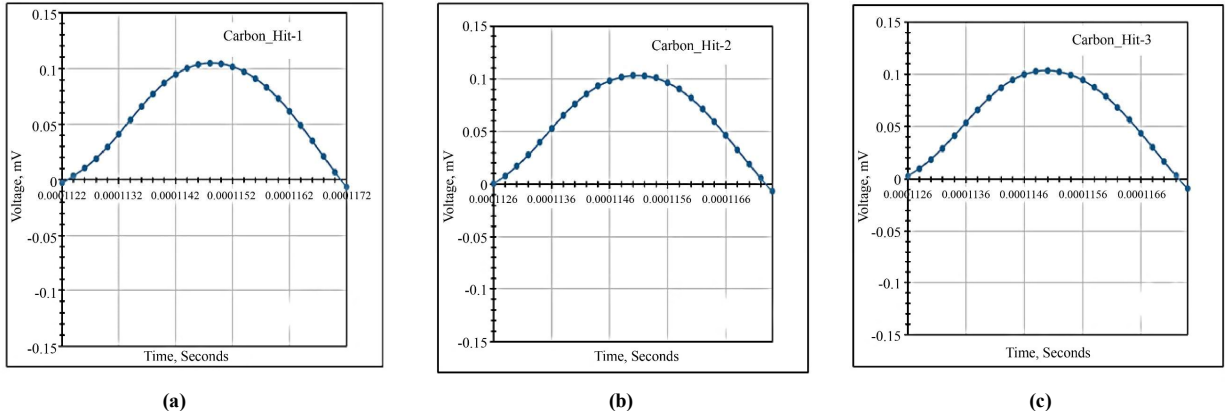 Carbon_Hit-1
0.15
0.1
0.05
0
-0.05
-0.1
-0.15
Voltage, mV
0.0001122 0.0001132 0.0001142 0.0001152 0.0001162 0.0001172
Time, Seconds
(a)
Carbon_Hit-2
0.15
0.1
0.05
0
-0.05
-0.1
-0.15
Voltage, mV
0.0001126 0.0001136 0.0001146 0.0001156 0.0001166
Time, Seconds
(b)
Carbon_Hit-3
0.15
0.1
0.05
0
-0.05
-0.1
-0.15
Voltage, mV
0.0001126 0.0001136 0.0001146 0.0001156 0.0001166
Time, Seconds
(c)